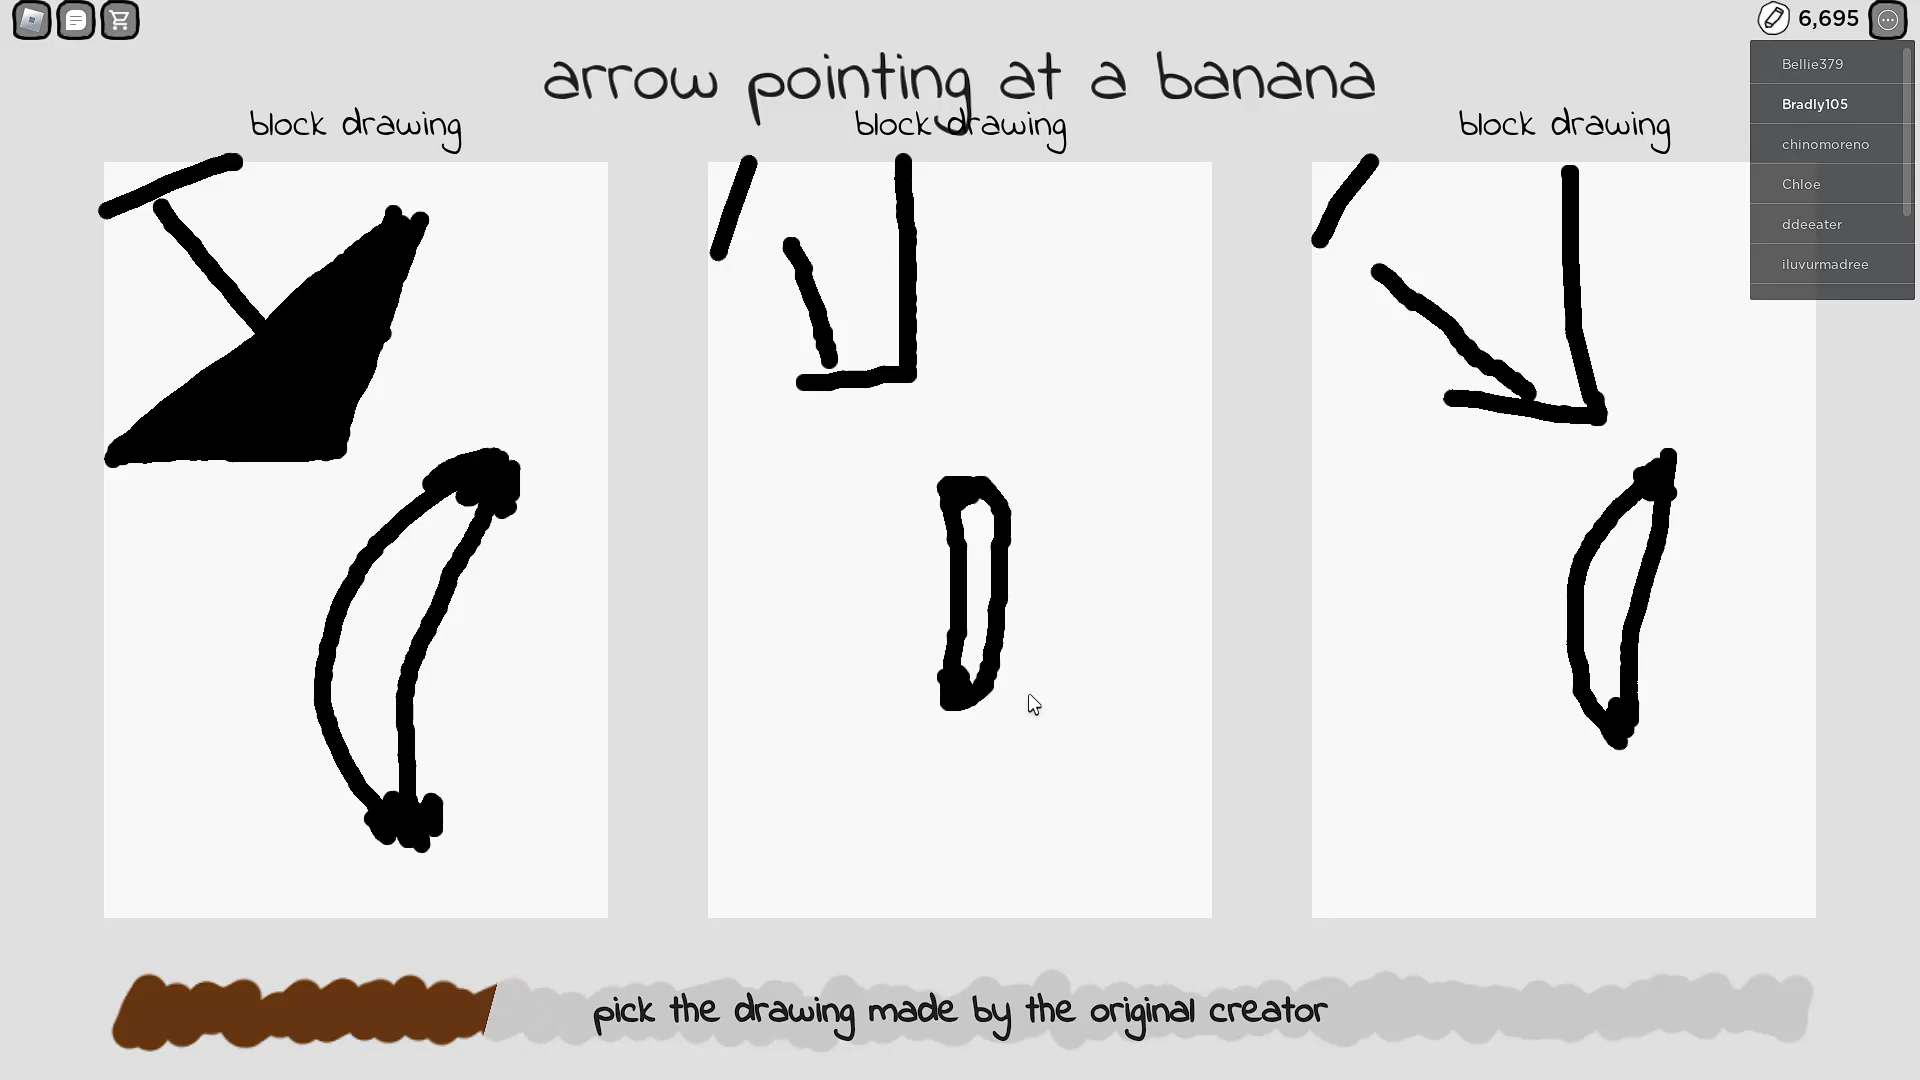 6,695
arrow pointing at a banana
block drawing
block drawing
block drawing
Bellie379
Bradly105
chinomoreno
Chloe
ddeeater
iluvurmadree
pick the drawing made by the original creator